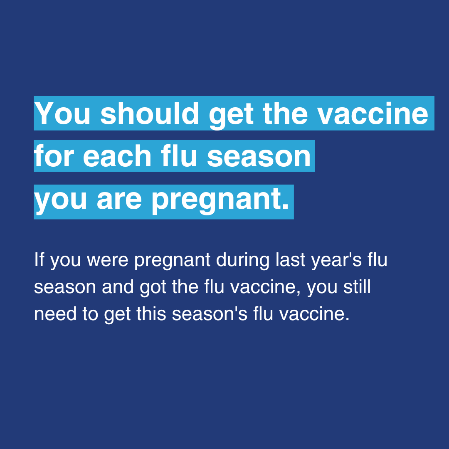 You should get the vaccine
for each flu season
you are pregnant.
If you were pregnant during last year's flu
season and got the flu vaccine, you still
need to get this season's flu vaccine.